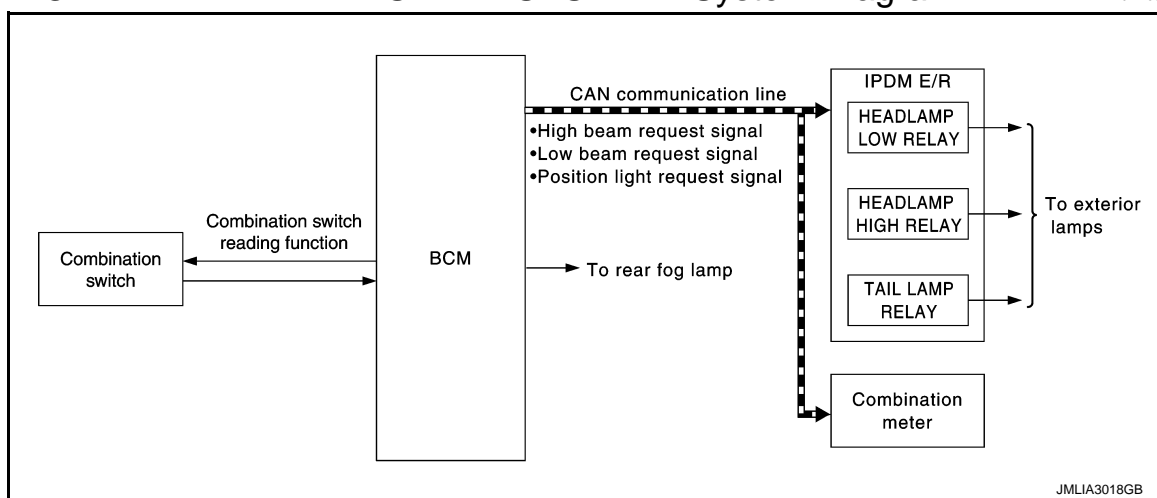 System Diagra
IPDM E/R
CAN communication line
HEADLAMP
LOW RELAY
•High beam request signal
•Low beam request signal
•Position light request signal
HEADLAMP
HIGH RELAY
To exterior
lamps
Combination switch
reading function
Combination
switch
BCM
To rear fog lamp
TAIL LAMP
RELAY
Combination
meter
JMLIA3018GB